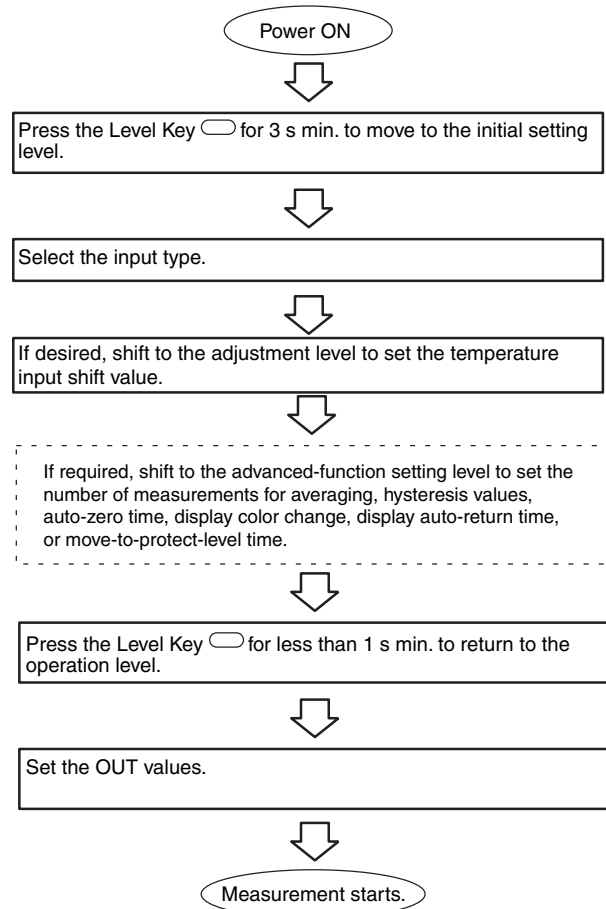 Power ON
Press the Level Key for 3 s min. to move to the initial setting
level.
Select the input type.
If desired, shift to the adjustment level to set the temperature
input shift value.
If required, shift to the advanced-function setting level to set the
number of measurements for averaging, hysteresis values,
auto-zero time, display color change, display auto-return time,
or move-to-protect-level time.
Press the Level Key for less than 1 s min. to return to the
operation level.
Set the OUT values.
Measurement starts.